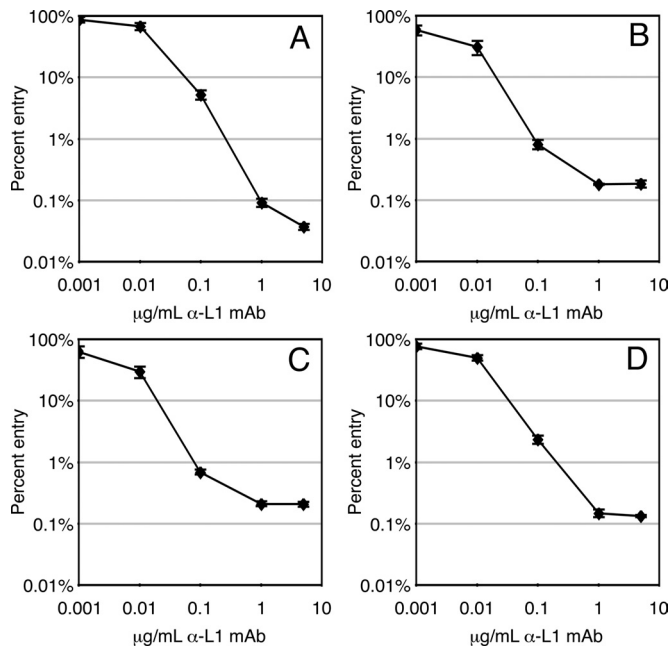 100%
10%
1%
0.1%
0.01%
Percent entry
A
0.001 0.01 0.1 1 10
μg/mL α-L1 mAb
100%
10%
1%
0.1%
0.01%
Percent entry
B
0.001 0.01 0.1 1 10
μg/mL α-L1 mAb
100%
10%
1%
0.1%
0.01%
Percent entry
C
0.001 0.01 0.1 1 10
μg/mL α-L1 mAb
100%
10%
1%
0.1%
0.01%
Percent entry
D
0.001 0.01 0.1 1 10
μg/mL α-L1 mAb